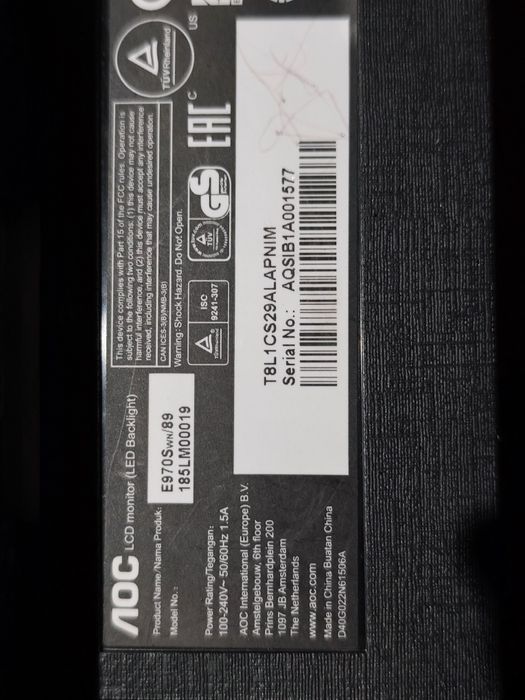 AOC LCD monitor (LED Backlight)
Product Name/Nama Produk:
E970SWN/89
Model No.:
185LM00019
Power Rating/Tegangan:
100-240V~ 50/60Hz 1.5A
AOC International (Europe) B.V.
Amstelgebouw, 6th floor
Prins Bernhardplein 200
1097 JB Amsterdam
The Netherlands
www.aoc.com
Made in China Buatan China
D40G022N61506A
This device complies with Part 15 of the FCC rules. Operation is
subject to the following two conditions: (1) this device may not cause
harmful interference, and (2) this device must accept any interference
received, including interference that may cause undesired operation.
CAN ICES-3(B)/NMB-3(B)
Warning: Shock Hazard. Do Not Open.
ISO
9241-307
TÜV
GS
EAC
TÜVRheinland
C
US
T8L1CS29ALAPNIM
Serial No.: AQSIB1A001577